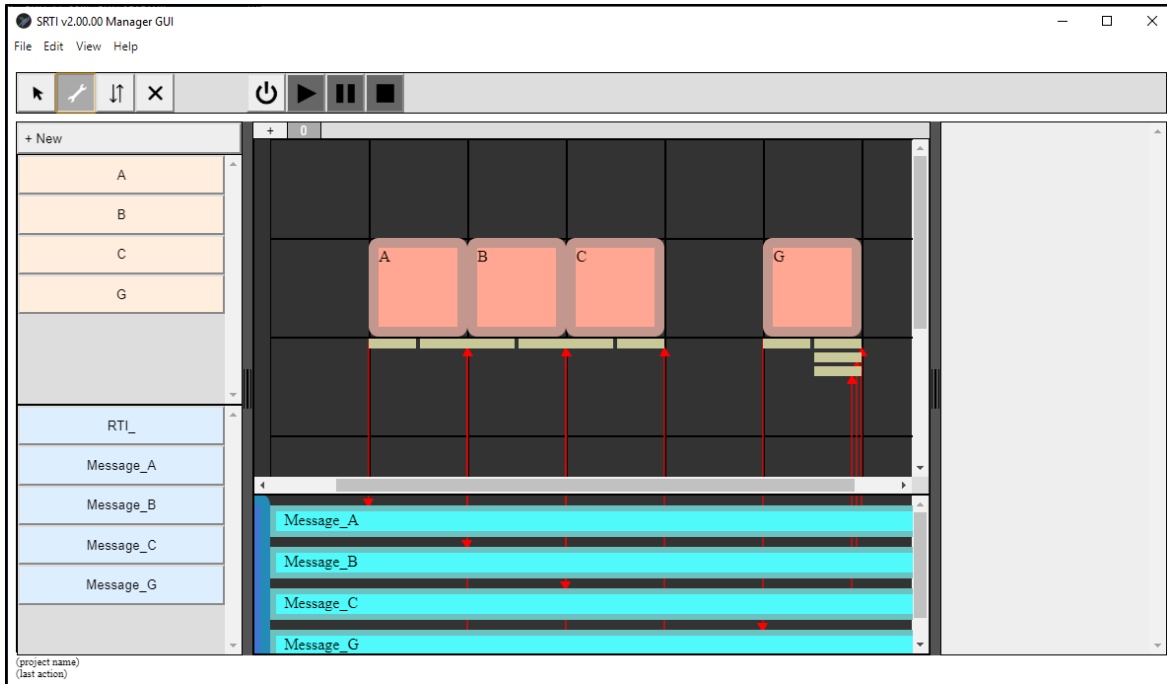 SRTI v2.00.00 Manager GUI
File Edit View Help
+ New
+ 0
A
B
C
G
A B C G
RTI_
Message_A
Message_B
Message_C
Message_G
Message_A
Message_B
Message_C
Message_G
(project name)
(last action)